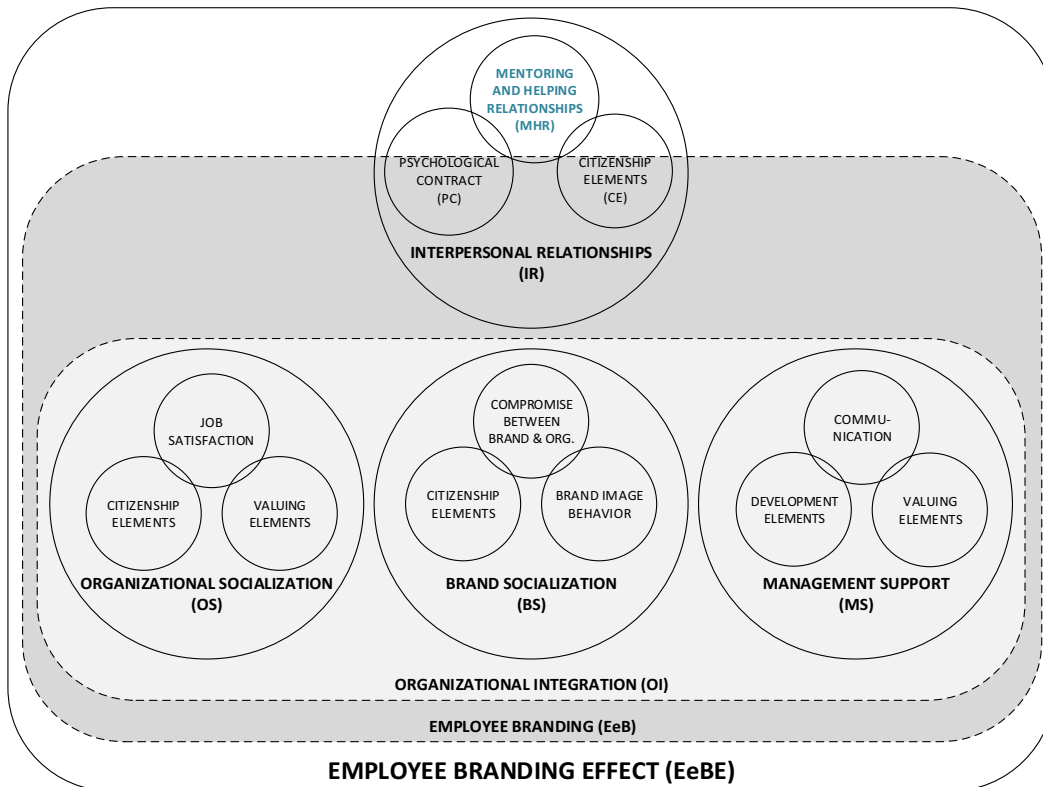 MENTORING
AND HELPING
RELATIONSHIPS
(MHR)
PSYCHOLOGICAL
CONTRACT
(PC)
CITIZENSHIP
ELEMENTS
(CE)
INTERPERSONAL RELATIONSHIPS
(IR)
JOB
SATISFACTION
CITIZENSHIP
ELEMENTS
VALUING
ELEMENTS
ORGANIZATIONAL SOCIALIZATION
(OS)
COMPROMISE
BETWEEN
BRAND & ORG.
CITIZENSHIP
ELEMENTS
BRAND IMAGE
BEHAVIOR
BRAND SOCIALIZATION
(BS)
COMMU-
NICATION
DEVELOPMENT
ELEMENTS
VALUING
ELEMENTS
MANAGEMENT SUPPORT
(MS)
ORGANIZATIONAL INTEGRATION (OI)
EMPLOYEE BRANDING (EeB)
EMPLOYEE BRANDING EFFECT (EeBE)